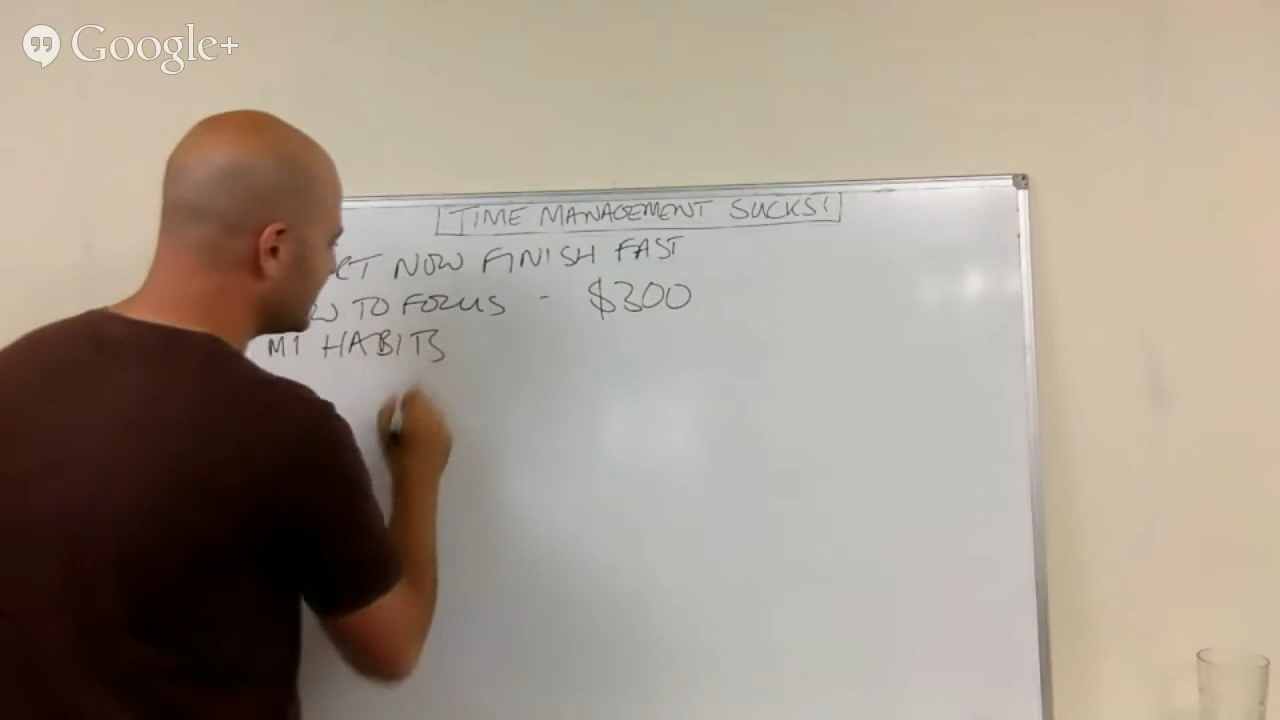 Google+
TIME MANAGEMENT SUCKS!
NOW FINISH FAST
TO FOCUS - $300
HABITS